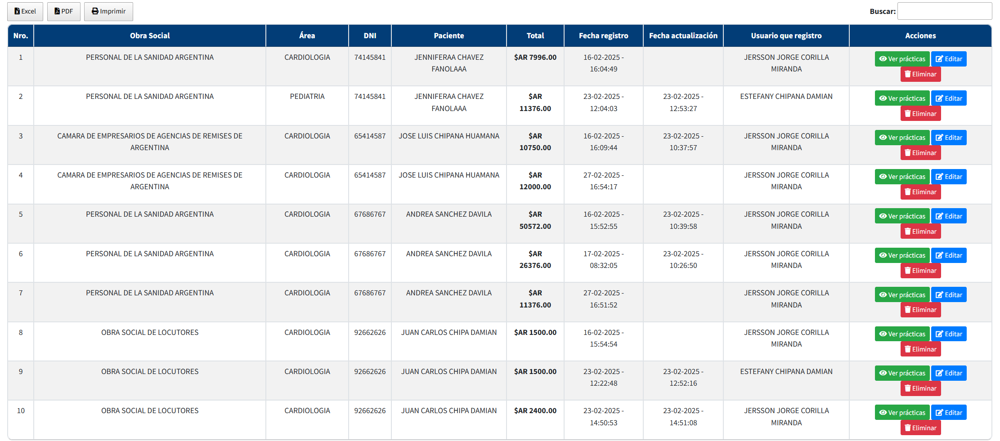 Excel PDF Imprimir Buscar:
Nro. Obra Social Área DNI Paciente Total Fecha registro Fecha actualización Usuario que registro Acciones
1 PERSONAL DE LA SANIDAD ARGENTINA CARDIOLOGIA 74145841 JENNIFERAA CHAVEZ $AR 7996.00 16-02-2025 - JERSSON JORGE CORILLA Ver prácticas Editar
FANOLAAA 16:04:49 MIRANDA Eliminar
2 PERSONAL DE LA SANIDAD ARGENTINA PEDIATRIA 74145841 JENNIFERAA CHAVEZ $AR 23-02-2025 - 23-02-2025 - ESTEFANY CHIPANA DAMIAN Ver prácticas Editar
FANOLAAA 11376.00 12:04:03 12:53:27 Eliminar
3 CAMARA DE EMPRESARIOS DE AGENCIAS DE REMISES DE CARDIOLOGIA 65414587 JOSE LUIS CHIPANA HUAMANA $AR 16-02-2025 - 23-02-2025 - JERSSON JORGE CORILLA Ver prácticas Editar
ARGENTINA 10750.00 16:09:44 10:37:57 MIRANDA Eliminar
4 CAMARA DE EMPRESARIOS DE AGENCIAS DE REMISES DE CARDIOLOGIA 65414587 JOSE LUIS CHIPANA HUAMANA $AR 27-02-2025 - JERSSON JORGE CORILLA Ver prácticas Editar
ARGENTINA 12000.00 16:54:17 MIRANDA Eliminar
5 PERSONAL DE LA SANIDAD ARGENTINA CARDIOLOGIA 67686767 ANDREA SANCHEZ DAVILA $AR 16-02-2025 - 23-02-2025 - JERSSON JORGE CORILLA Ver prácticas Editar
50572.00 15:52:55 10:39:58 MIRANDA Eliminar
6 PERSONAL DE LA SANIDAD ARGENTINA CARDIOLOGIA 67686767 ANDREA SANCHEZ DAVILA $AR 17-02-2025 - 23-02-2025 - JERSSON JORGE CORILLA Ver prácticas Editar
26376.00 08:32:05 10:26:50 MIRANDA Eliminar
7 PERSONAL DE LA SANIDAD ARGENTINA CARDIOLOGIA 67686767 ANDREA SANCHEZ DAVILA $AR 27-02-2025 - JERSSON JORGE CORILLA Ver prácticas Editar
11376.00 16:51:52 MIRANDA Eliminar
8 OBRA SOCIAL DE LOCUTORES CARDIOLOGIA 92662626 JUAN CARLOS CHIPA DAMIAN $AR 1500.00 16-02-2025 - JERSSON JORGE CORILLA Ver prácticas Editar
15:54:54 MIRANDA Eliminar
9 OBRA SOCIAL DE LOCUTORES CARDIOLOGIA 92662626 JUAN CARLOS CHIPA DAMIAN $AR 1500.00 23-02-2025 - 23-02-2025 - ESTEFANY CHIPANA DAMIAN Ver prácticas Editar
12:22:48 12:52:16 Eliminar
10 OBRA SOCIAL DE LOCUTORES CARDIOLOGIA 92662626 JUAN CARLOS CHIPA DAMIAN $AR 2400.00 23-02-2025 - 23-02-2025 - JERSSON JORGE CORILLA Ver prácticas Editar
14:50:53 14:51:08 MIRANDA Eliminar